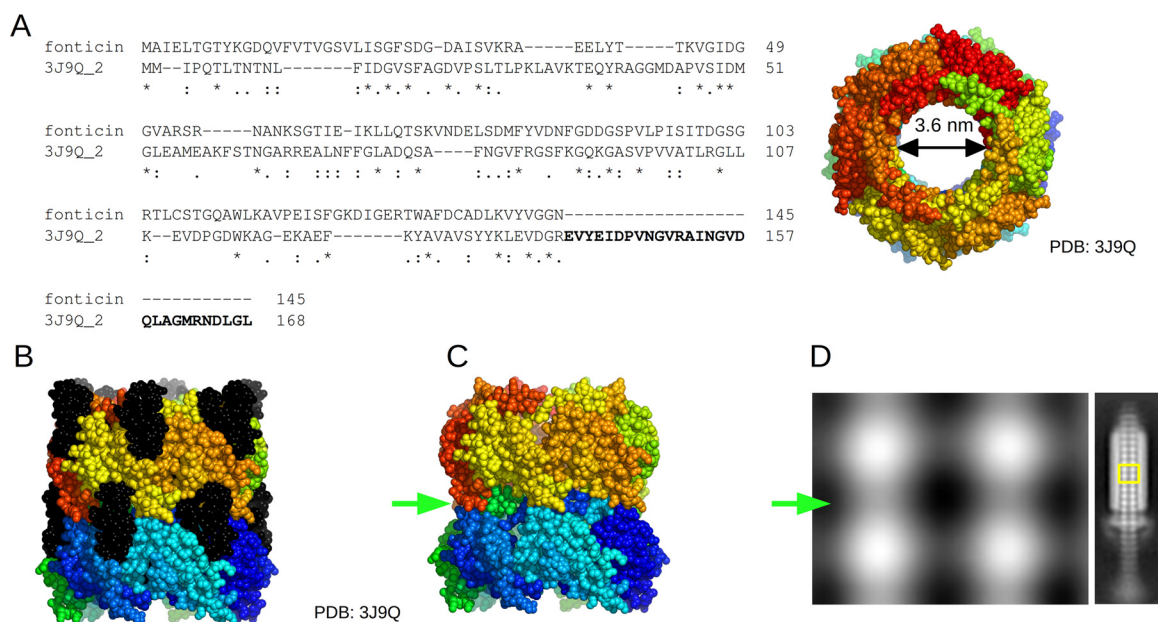 A
fonticin MAIELTGTYKGDQVFVTVGSVLISGFSDG-DAISVKRA-----EELYT-----TKVGIDG 49
3J9Q_2 MM--IPQTLTNTNL-------FIDGVSFAGDVPSLTLPKLAVKTEQYRAGGMDAPVSIDM 51
* : * .. : :*.*.* .*:*. * * : *.**
fonticin GVARSR-----NANKSGTIE-IKLLQTSKVNDELSDMFYVDNFGDDGSPVLPISITDGSG 103
3J9Q_2 GLEAMEAKFSTNGARREALNFFGLADQSA----FNGVFRGSFKGQKGASVPVVATLRGLL 107
*: . *. : ::: : * : * :..:* . *:.*: * : : *
fonticin RTLCSTGQAWLKAVPEISFGKDIGERTWAFDCADLKVYVGGN------------------ 145
3J9Q_2 K--EVDPGDWKAG-EKAEF-------KYAVAVSYYKLEVDGREVYEIDPVNGVRAINGVD 157
: * . : .* :*. : *: *.*.
fonticin ----------- 145
3J9Q_2 QLAGMRNDLGL 168
3.6 nm
PDB: 3J9Q
B
PDB: 3J9Q
C
D